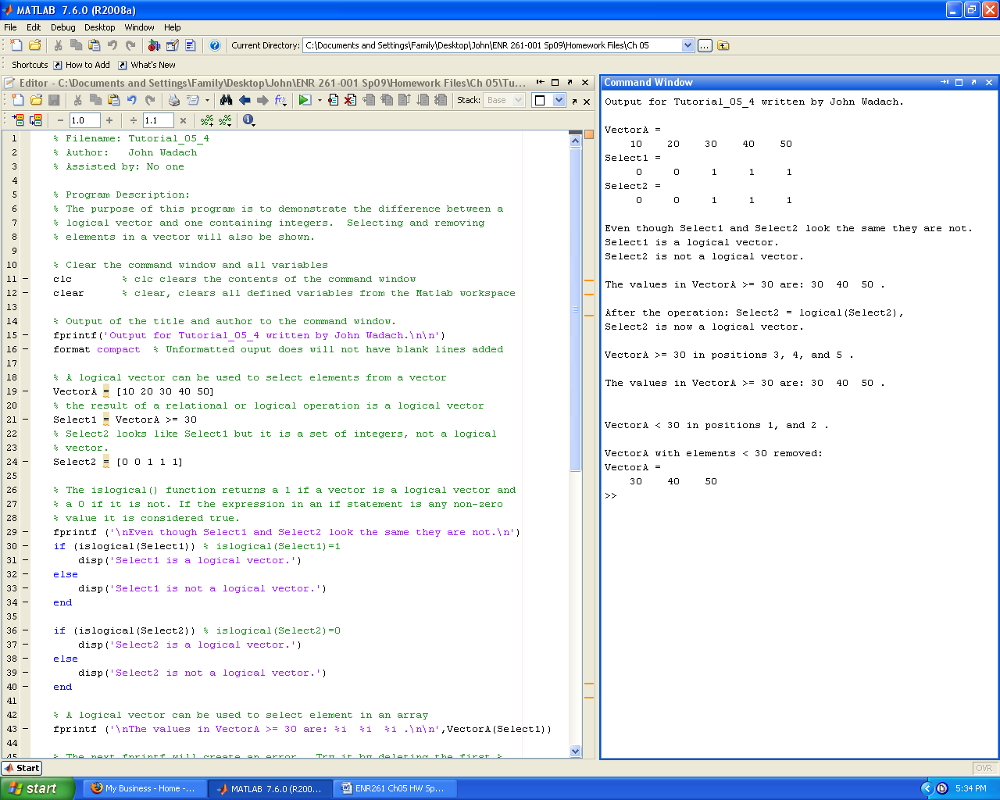 MATLAB 7.6.0 (R2008a)
File Edit Debug Desktop Window Help
Current Directory: C:\Documents and Settings\Family\Desktop\John\ENR 261-001 Sp09\Homework Files\Ch 05
Shortcuts How to Add What's New
Editor - C:\Documents and Settings\Family\Desktop\John\ENR 261-001 Sp09\Homework Files\Ch 05\Tu...
Stack: Base
1.0 1.1
1 % Filename: Tutorial_05_4
2 % Author:   John Wadach
3 % Assisted by: No one
4
5 % Program Description:
6 % The purpose of this program is to demonstrate the difference between a
7 % logical vector and one containing integers.  Selecting and removing
8 % elements in a vector will also be shown.
9
10 % Clear the command window and all variables
11 clc        % clc clears the contents of the command window
12 clear      % clear, clears all defined variables from the Matlab workspace
13
14 % Output of the title and author to the command window.
15 fprintf('Output for Tutorial_05_4 written by John Wadach.\n\n')
16 format compact  % Unformatted ouput does will not have blank lines added
17
18 % A logical vector can be used to select elements from a vector
19 VectorA = [10 20 30 40 50]
20 % the result of a relational or logical operation is a logical vector
21 Select1 = VectorA >= 30
22 % Select2 looks like Select1 but it is a set of integers, not a logical
23 % vector.
24 Select2 = [0 0 1 1 1]
25
26 % The islogical() function returns a 1 if a vector is a logical vector and
27 % a 0 if it is not. If the expression in an if statement is any non-zero
28 % value it is considered true.
29 fprintf ('\nEven though Select1 and Select2 look the same they are not.\n')
30 if (islogical(Select1)) % islogical(Select1)=1
31     disp('Select1 is a logical vector.')
32 else
33     disp('Select1 is not a logical vector.')
34 end
35
36 if (islogical(Select2)) % islogical(Select2)=0
37     disp('Select2 is a logical vector.')
38 else
39     disp('Select2 is not a logical vector.')
40 end
41
42 % A logical vector can be used to select element in an array
43 fprintf ('\nThe values in VectorA >= 30 are: %i  %i  %i .\n\n',VectorA(Select1))
44
45 % The next fprintf will create an error.  Try it by deleting the first %
Command Window
Output for Tutorial_05_4 written by John Wadach.
VectorA =
10 20 30 40 50
Select1 =
0 0 1 1 1
Select2 =
0 0 1 1 1
Even though Select1 and Select2 look the same they are not.
Select1 is a logical vector.
Select2 is not a logical vector.
The values in VectorA >= 30 are: 30  40  50 .
After the operation: Select2 = logical(Select2),
Select2 is now a logical vector.
VectorA >= 30 in positions 3, 4, and 5 .
The values in VectorA >= 30 are: 30  40  50 .
VectorA < 30 in positions 1, and 2 .
VectorA with elements < 30 removed:
VectorA =
30 40 50
>>
Start
OVR
start My Business - Home -... MATLAB 7.6.0 (R200... ENR261 Ch05 HW Sp... 5:34 PM